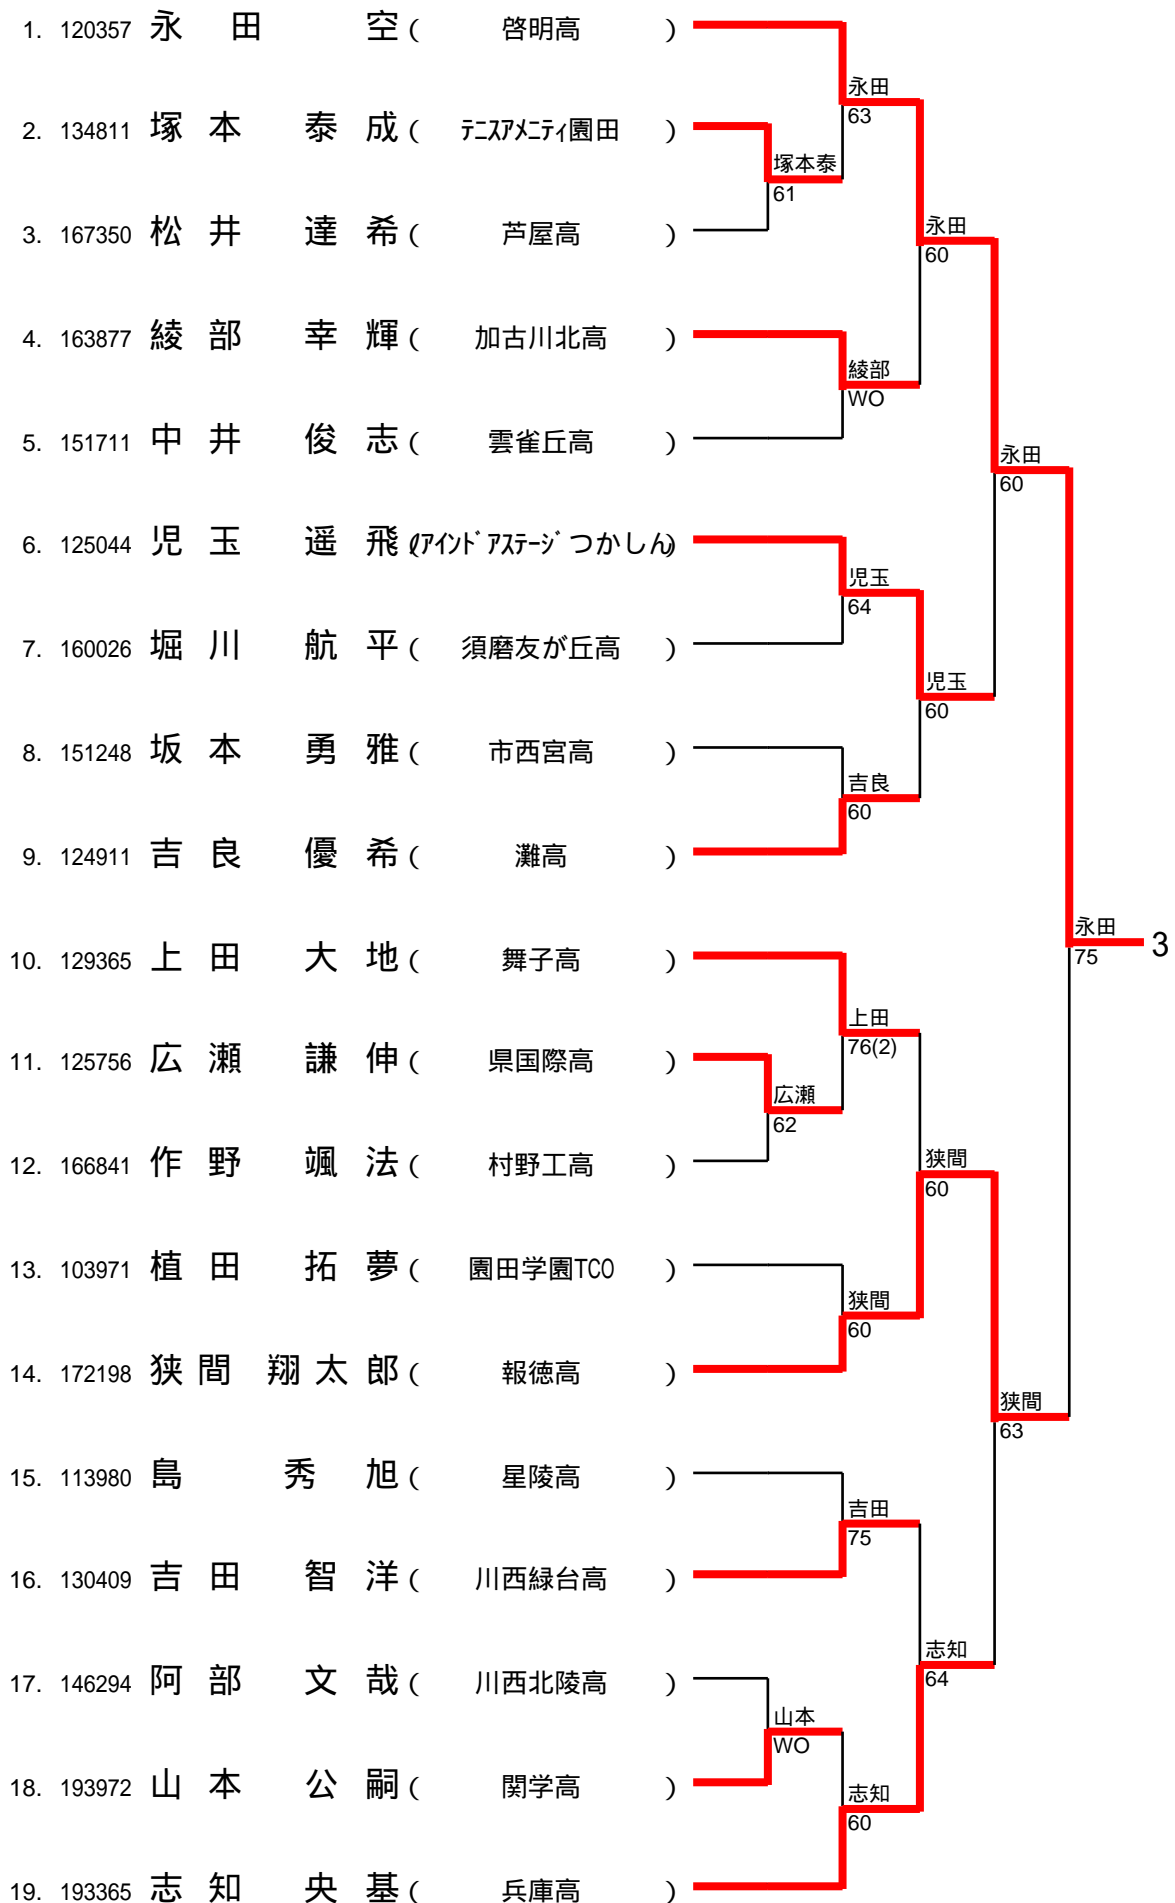 1. 120357 永田 空 ( 啓明高 )
永田
63
2. 134811 塚本 泰成 ( テニスアメニティ園田 )
塚本泰
61
3. 167350 松井 達希 ( 芦屋高 )
永田
60
4. 163877 綾部 幸輝 ( 加古川北高 )
綾部
WO
5. 151711 中井 俊志 ( 雲雀丘高 )
永田
60
6. 125044 児玉 遥飛 アインドアステージつかしん)
児玉
64
7. 160026 堀川 航平 ( 須磨友が丘高 )
児玉
60
8. 151248 坂本 勇雅 ( 市西宮高 )
吉良
60
9. 124911 吉良 優希 ( 灘高 )
永田
75
3
10. 129365 上田 大地 ( 舞子高 )
上田
76(2)
11. 125756 広瀬 謙伸 ( 県国際高 )
広瀬
62
12. 166841 作野 颯法 ( 村野工高 )
狭間
60
13. 103971 植田 拓夢 ( 園田学園TCO )
狭間
60
14. 172198 狭間 翔太郎 ( 報徳高 )
狭間
63
15. 113980 島 秀旭 ( 星陵高 )
吉田
75
16. 130409 吉田 智洋 ( 川西緑台高 )
志知
64
17. 146294 阿部 文哉 ( 川西北陵高 )
山本
WO
18. 193972 山本 公嗣 ( 関学高 )
志知
60
19. 193365 志知 央基 ( 兵庫高 )